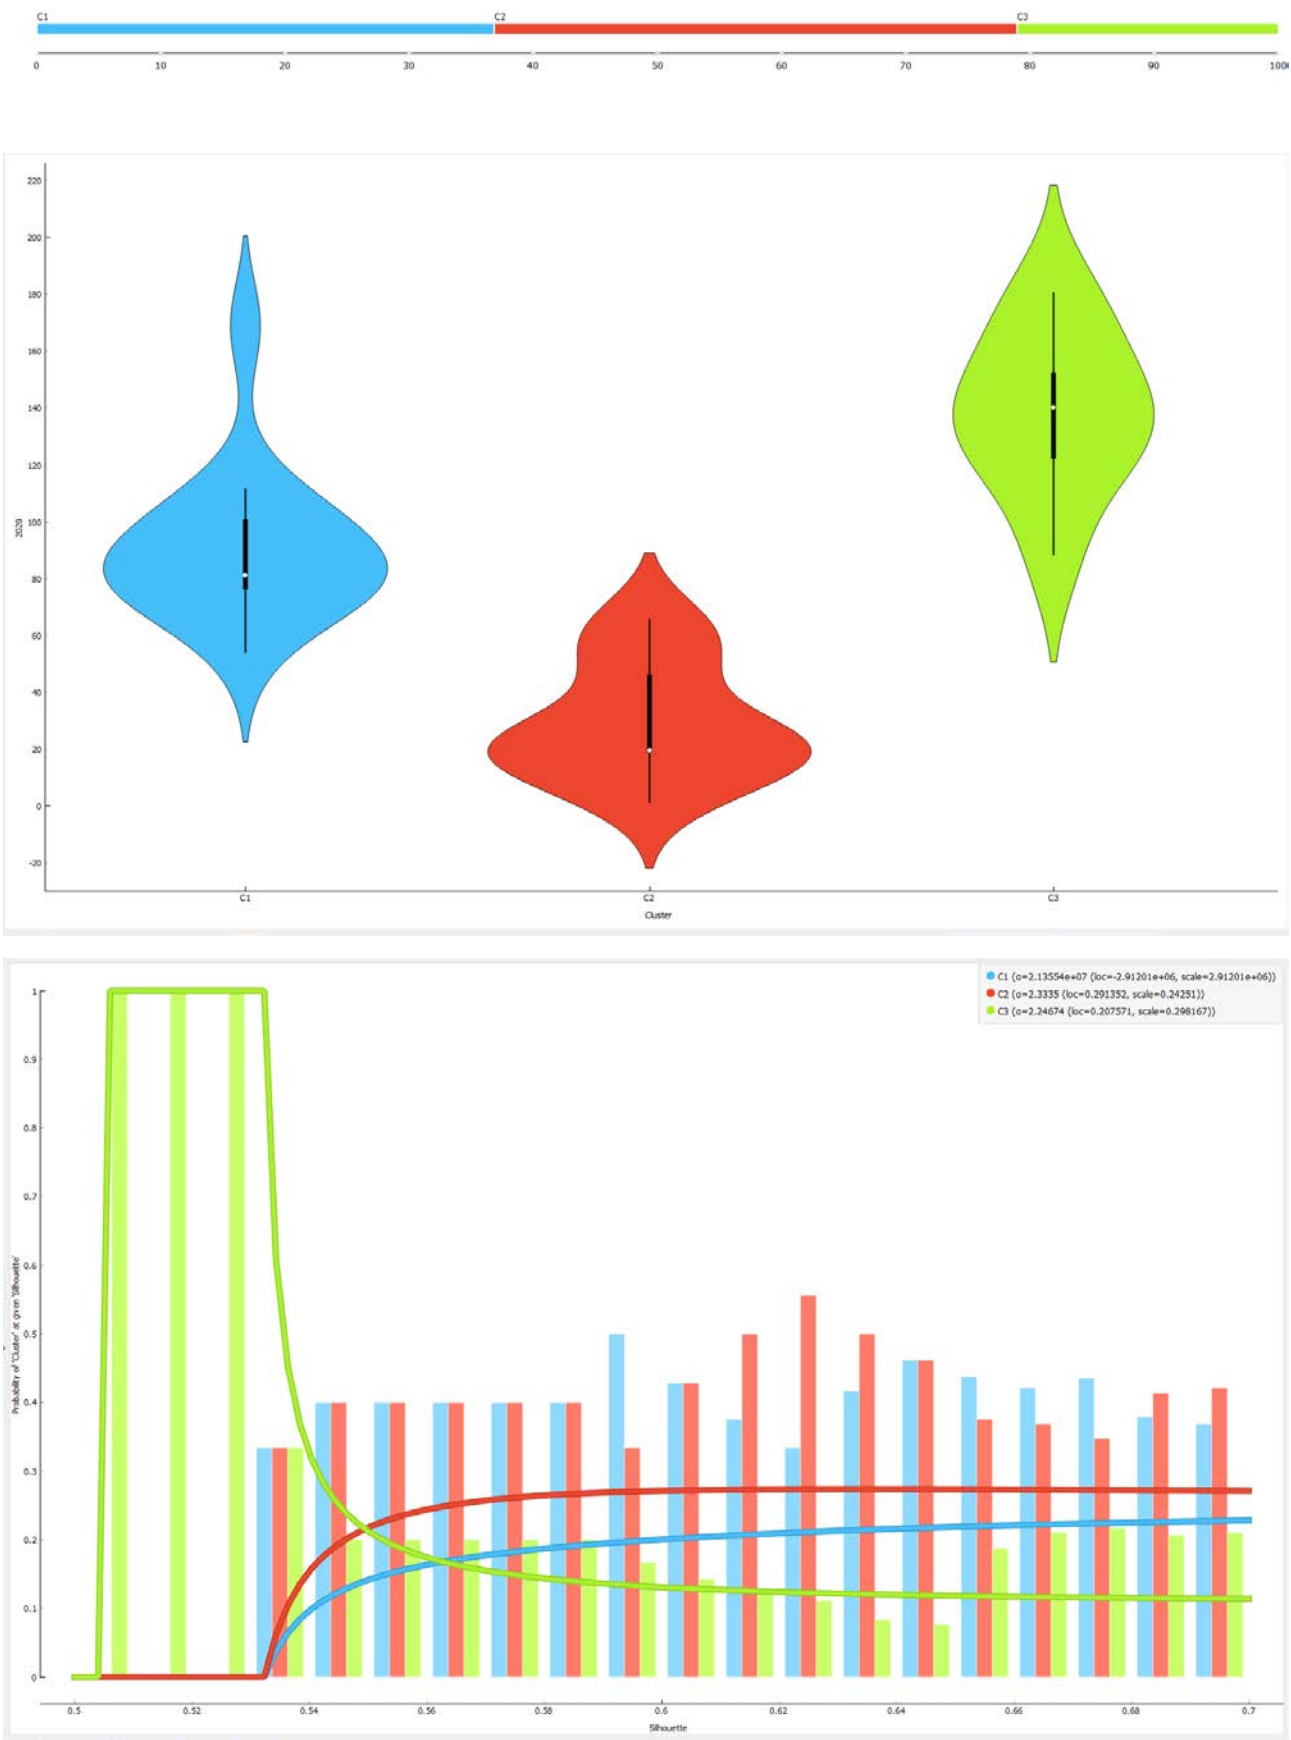 C1 C2 C3
0 10 20 30 40 50 60 70 80 90 100
220
200
180
160
140
120
100
80
60
40
20
0
-20
2020
C1 C2 C3
Cluster
C1 (α=2.13554e+07 (loc=-2.91201e+06, scale=2.91201e+06))
C2 (α=2.3335 (loc=0.291352, scale=0.24251))
C3 (α=2.24674 (loc=0.207571, scale=0.298167))
1
0.9
0.8
0.7
0.6
0.5
0.4
0.3
0.2
0.1
0
Probability of 'Cluster' at given 'Silhouette'
0.5 0.52 0.54 0.56 0.58 0.6 0.62 0.64 0.66 0.68 0.7
Silhouette